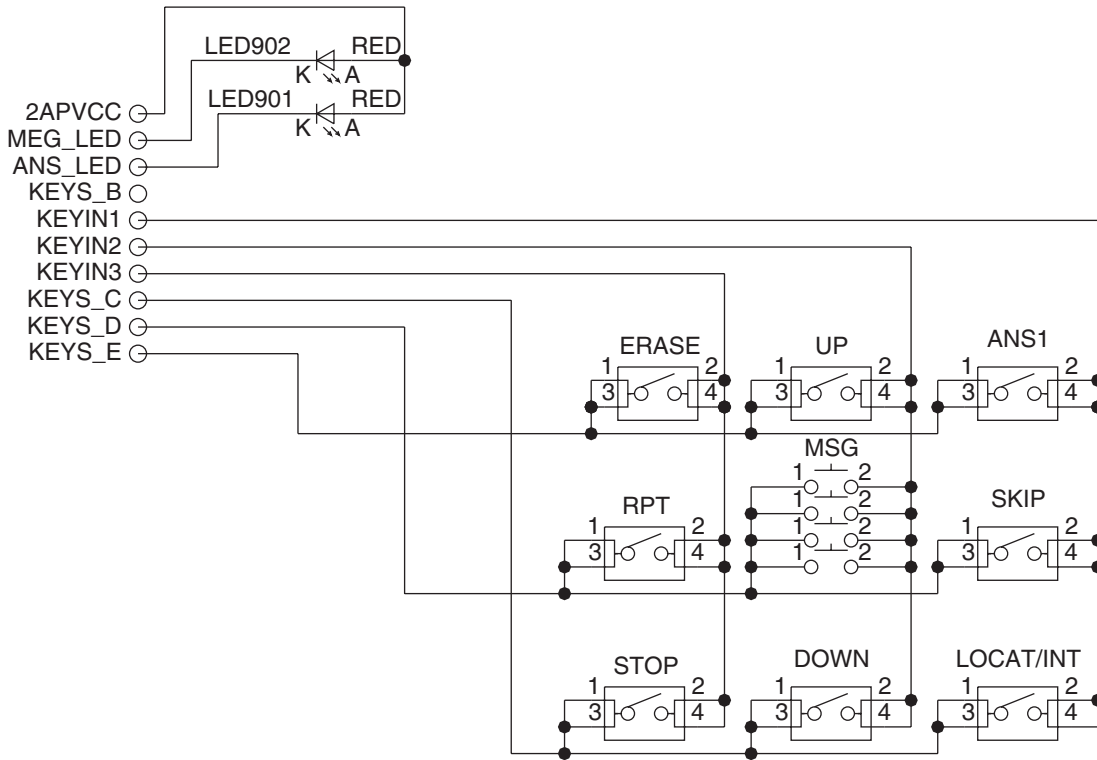 LED902 RED
K A
LED901 RED
K A
2APVCC
MEG_LED
ANS_LED
KEYS_B
KEYIN1
KEYIN2
KEYIN3
KEYS_C
KEYS_D
KEYS_E
ERASE UP ANS1
1 2 1 2 1 2
3 4 3 4 3 4
MSG
1 2
1 2
1 2
1 2
RPT SKIP
1 2 1 2
3 4 3 4
STOP DOWN LOCAT/INT
1 2 1 2 1 2
3 4 3 4 3 4